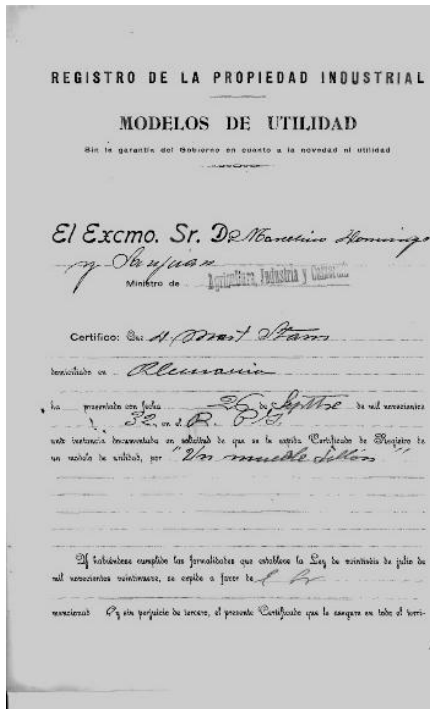 REGISTRO DE LA PROPIEDAD INDUSTRIAL
MODELOS DE UTILIDAD
Sin la garantía del Gobierno en cuanto a la novedad ni utilidad
El Excmo. Sr. D. Marcelino Domingo
y Sanjuán
Ministro de Agricultura, Industria y Comercio
Certifico: Que D. Mart Stam
domiciliado en Alemania
ha presentado con fecha 26 de Septbre de mil novecientos
32 en el R. P. I.
una instancia documentada en solicitud de que se le expida Certificado de Registro de
un modelo de utilidad, por "Un mueble sillón"
Y habiéndose cumplido las formalidades que establece la Ley de veintiséis de julio de
mil novecientos veintinueve, se expide a favor de
mencionad y sin perjuicio de tercero, el presente Certificado que le asegura en todo el terri-